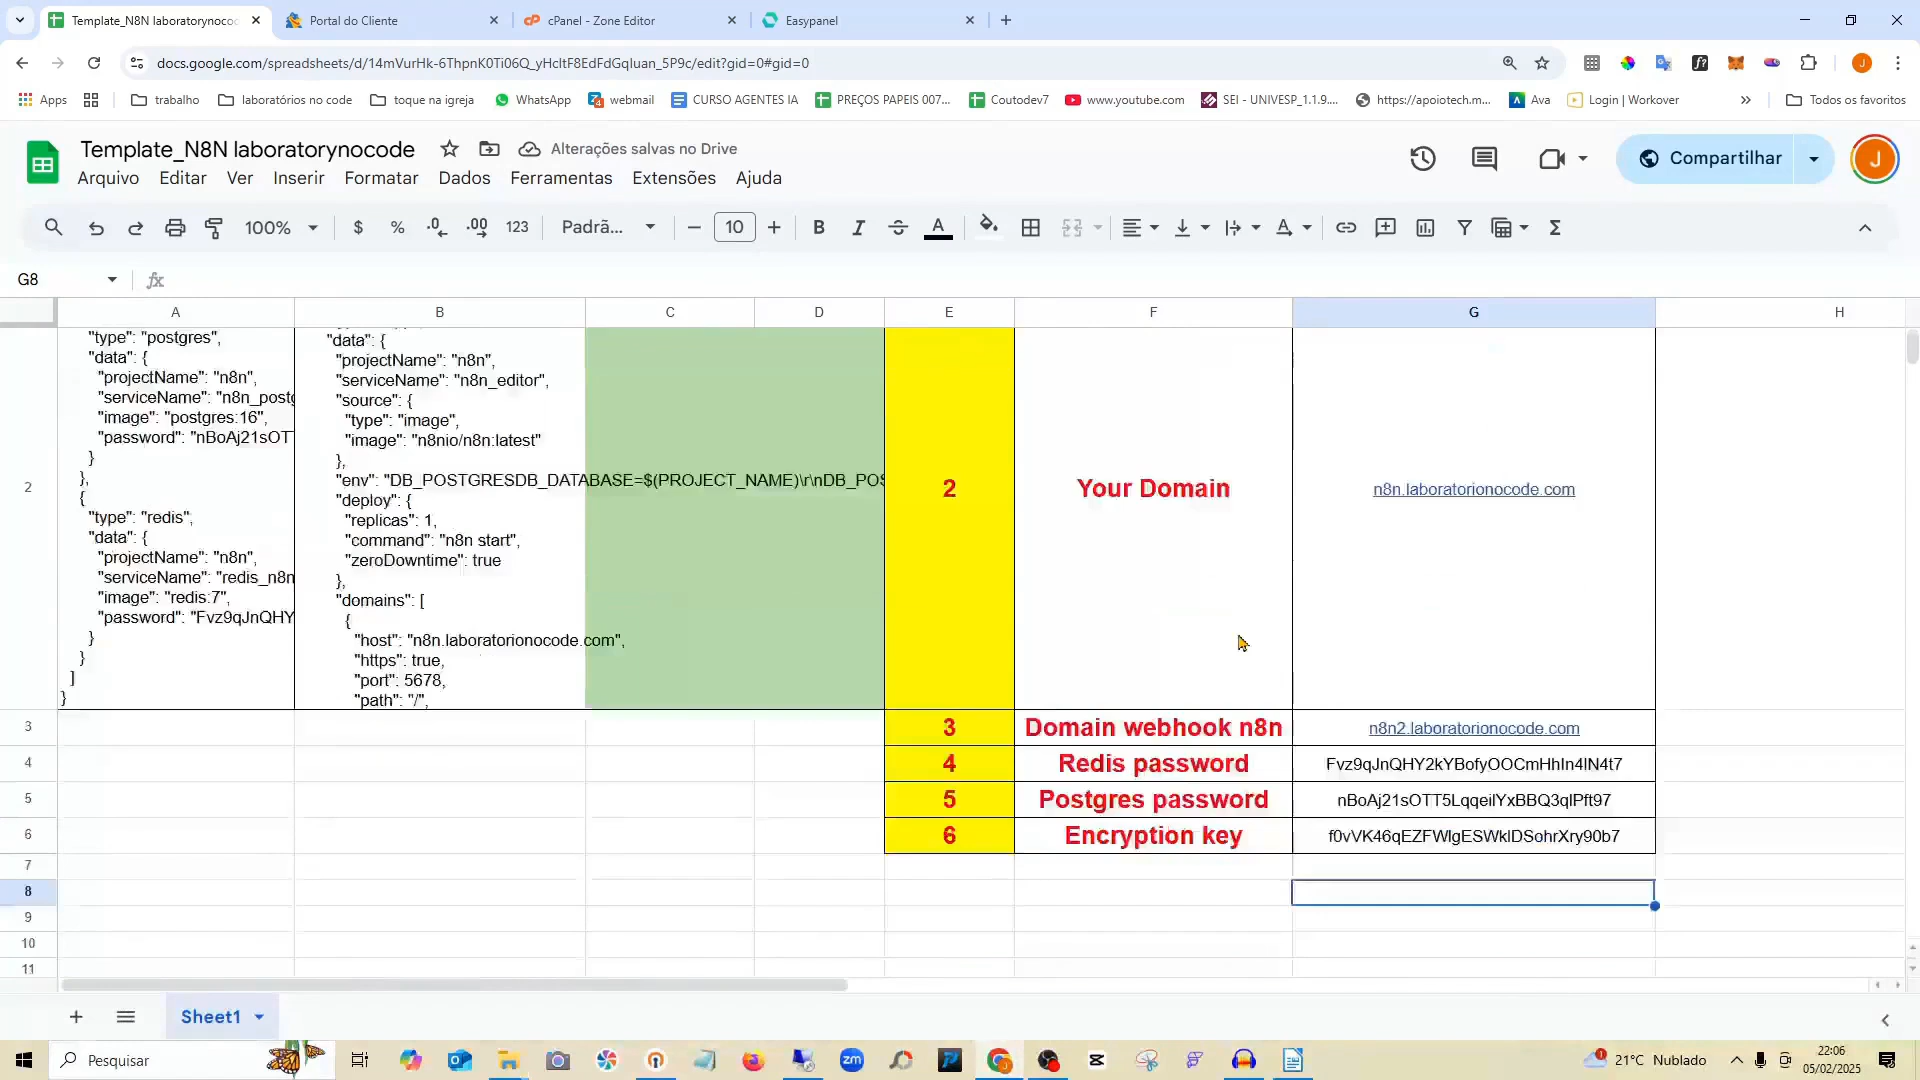 Template_N8N laboratorynocod
Portal do Cliente
cPanel - Zone Editor
Easypanel
docs.google.com/spreadsheets/d/14mVurHk-6ThpnK0Ti06Q_yHcltF8EdFdGqIuan_5P9c/edit?gid=0#gid=0
Apps
trabalho
laboratórios no code
toque na igreja
WhatsApp
webmail
CURSO AGENTES IA
PREÇOS PAPEIS 007...
Coutodev7
www.youtube.com
SEI - UNIVESP_1.1.9....
https://apoiotech.m...
Ava
Login | Workover
Todos os favoritos
Template_N8N laboratorynocode
Alterações salvas no Drive
Compartilhar
J
Arquivo Editar Ver Inserir Formatar Dados Ferramentas Extensões Ajuda
100% $ % .0 .00 123 Padrã... 10 B I A
G8 fx
A B C D E F G H
"type": "postgres",
"data": {
"projectName": "n8n",
"serviceName": "n8n_postg
"image": "postgres:16",
"password": "nBoAj21sOT
}
},
{
"type": "redis",
"data": {
"projectName": "n8n",
"serviceName": "redis_n8n
"image": "redis:7",
"password": "Fvz9qJnQHY
}
}
]
}
"data": {
"projectName": "n8n",
"serviceName": "n8n_editor",
"source": {
"type": "image",
"image": "n8nio/n8n:latest"
},
"env": "DB_POSTGRESDB_DATABASE=$(PROJECT_NAME)\r\nDB_POS
"deploy": {
"replicas": 1,
"command": "n8n start",
"zeroDowntime": true
},
"domains": [
{
"host": "n8n.laboratorionocode.com",
"https": true,
"port": 5678,
"path": "/",
2 2 Your Domain n8n.laboratorionocode.com
3 3 Domain webhook n8n n8n2.laboratorionocode.com
4 4 Redis password Fvz9qJnQHY2kYBofyOOCmHhIn4lN4t7
5 5 Postgres password nBoAj21sOTT5LqqeilYxBBQ3qlPft97
6 6 Encryption key f0vVK46qEZFWlgESWklDSohrXry90b7
7
8
9
10
11
Sheet1
Pesquisar
21°C Nublado
22:06
05/02/2025